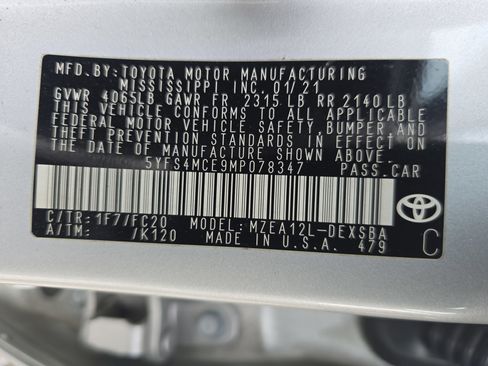 MFD.BY:TOYOTA MOTOR MANUFACTURING
MISSISSIPPI INC. 01/21
GVWR 4065LB GAWR FR 2315 LB RR 2140 LB
THIS VEHICLE CONFORMS TO ALL APPLICABLE
FEDERAL MOTOR VEHICLE SAFETY, BUMPER, AND
THEFT PREVENTION STANDARDS IN EFFECT
ON THE DATE OF MANUFACTURE SHOWN ABOVE.
5YFS4MCE9MP078347 PASS.CAR
C/TR:1F7/FC20 MODEL:MZEA12L-DEXSBA
A/TM: /K120 MADE IN U.S.A. 479
C